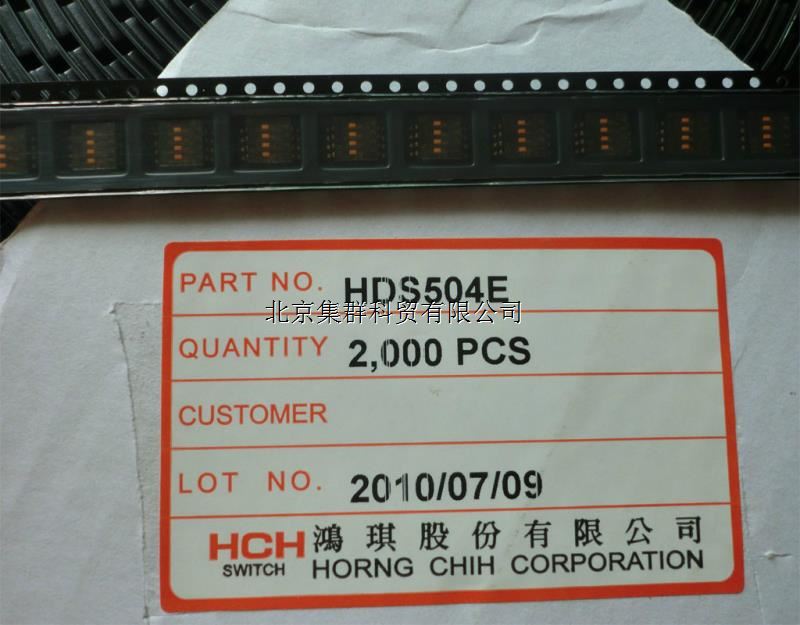 PART NO. HDS504E
北京集群科贸有限公司
QUANTITY 2,000 PCS
CUSTOMER
LOT NO. 2010/07/09
HCH 鴻琪股份有限公司
SWITCH HORNG CHIH CORPORATION